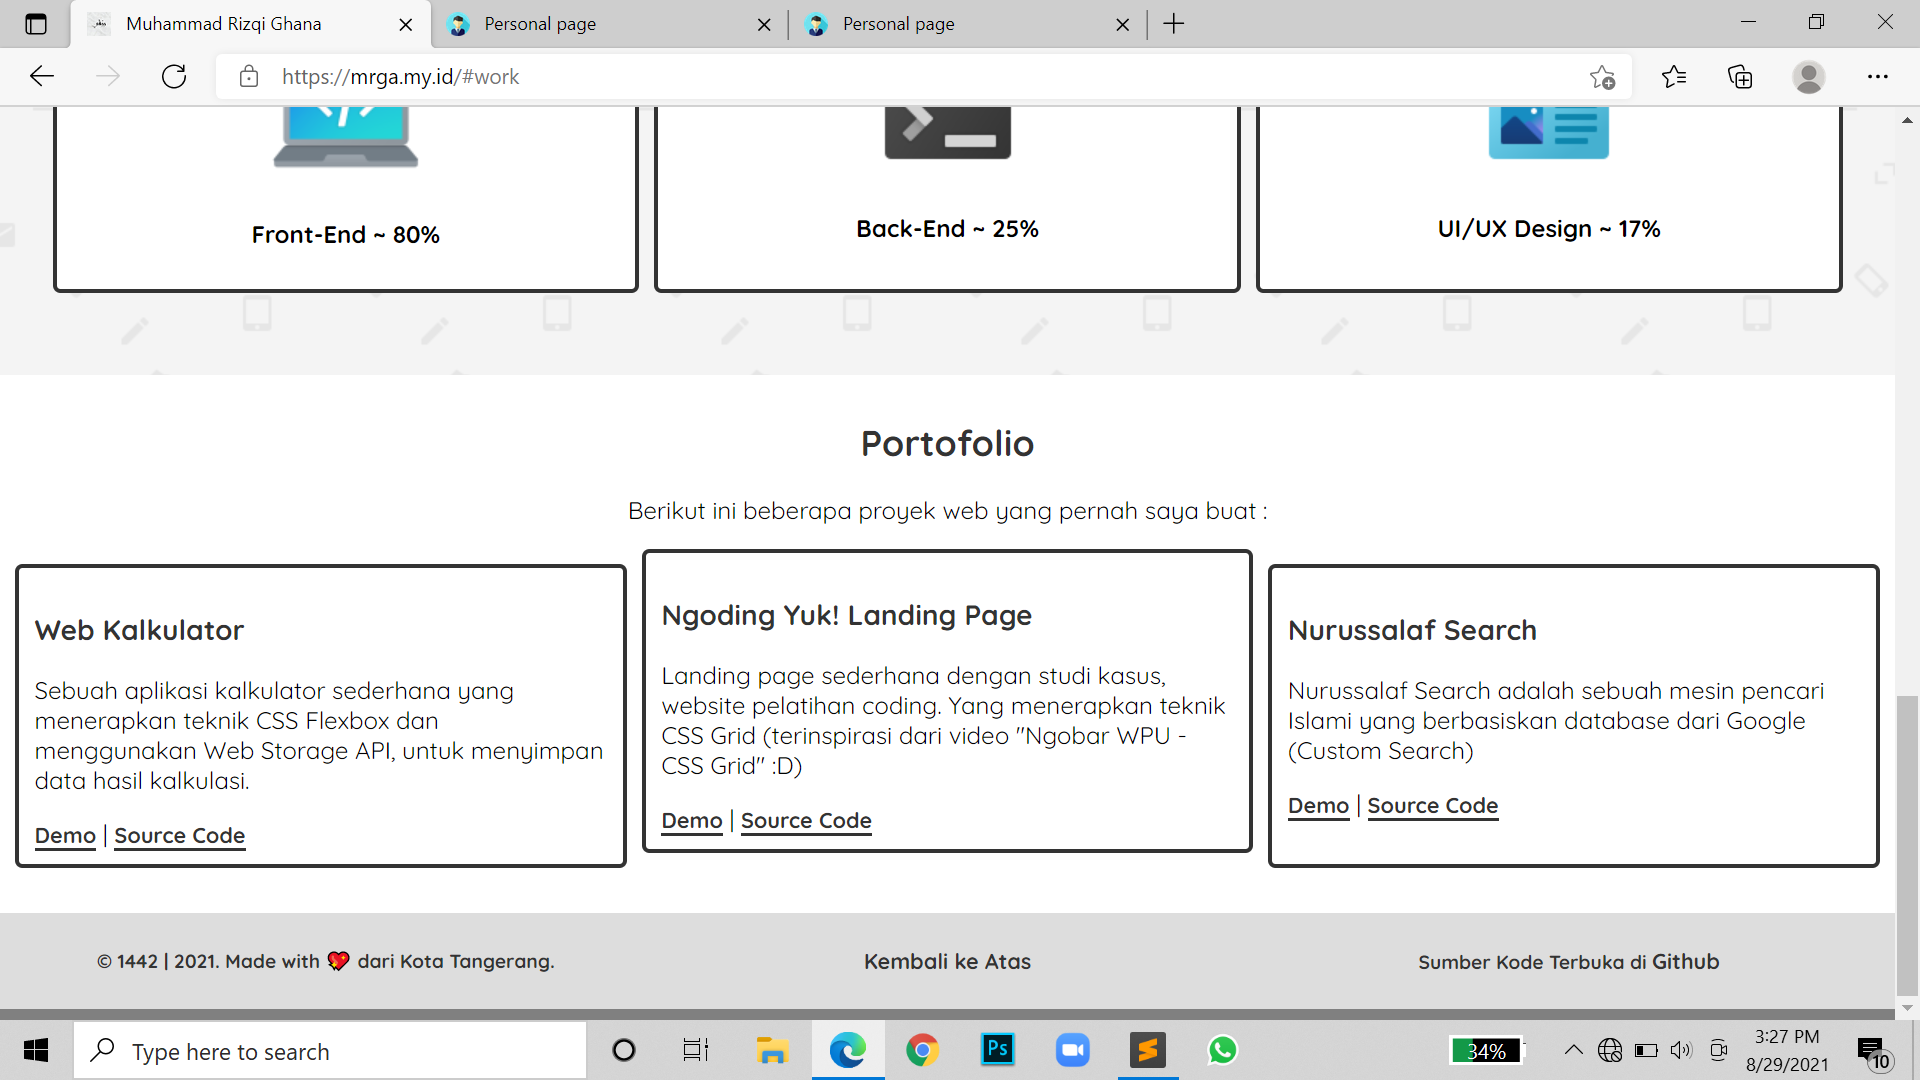 Muhammad Rizqi Ghana
Personal page
Personal page
https://mrga.my.id/#work
Front-End ~ 80%
Back-End ~ 25%
UI/UX Design ~ 17%
Portofolio
Berikut ini beberapa proyek web yang pernah saya buat :
Web Kalkulator
Sebuah aplikasi kalkulator sederhana yang
menerapkan teknik CSS Flexbox dan
menggunakan Web Storage API, untuk menyimpan
data hasil kalkulasi.
Demo | Source Code
Ngoding Yuk! Landing Page
Landing page sederhana dengan studi kasus,
website pelatihan coding. Yang menerapkan teknik
CSS Grid (terinspirasi dari video "Ngobar WPU -
CSS Grid" :D)
Demo | Source Code
Nurussalaf Search
Nurussalaf Search adalah sebuah mesin pencari
Islami yang berbasiskan database dari Google
(Custom Search)
Demo | Source Code
© 1442 | 2021. Made with 💖 dari Kota Tangerang.
Kembali ke Atas
Sumber Kode Terbuka di Github
Type here to search
Ps
34%
3:27 PM
8/29/2021
10